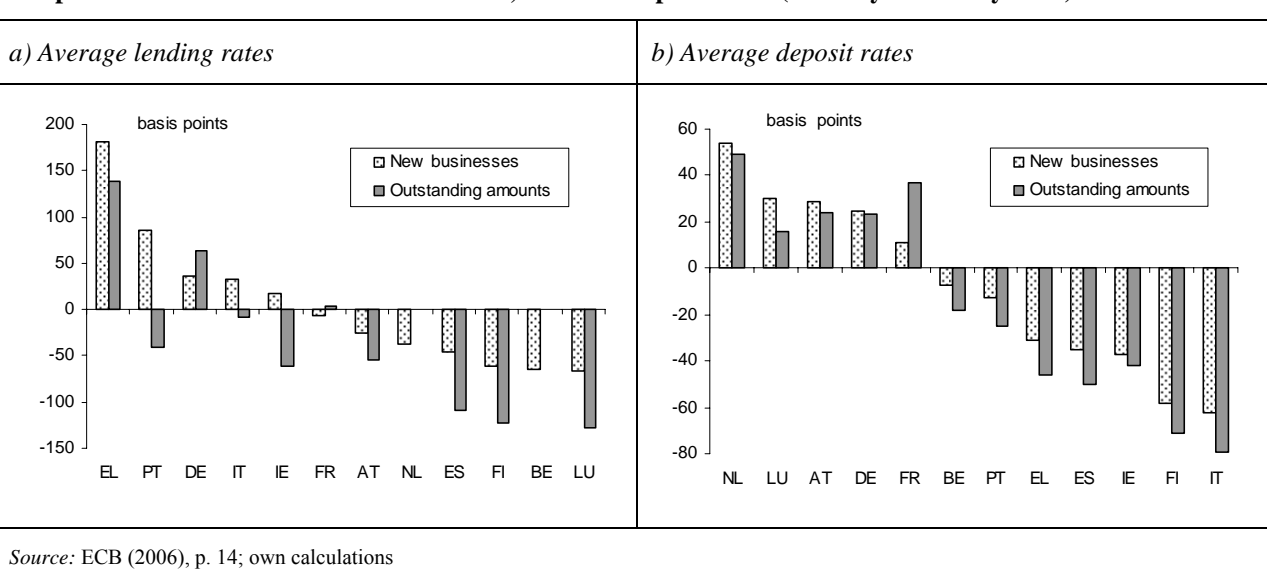 a) Average lending rates
b) Average deposit rates
basis points
New businesses
Outstanding amounts
200
150
100
50
0
-50
-100
-150
EL PT DE IT IE FR AT NL ES FI BE LU
basis points
New businesses
Outstanding amounts
60
40
20
0
-20
-40
-60
-80
NL LU AT DE FR BE PT EL ES IE FI IT
Source: ECB (2006), p. 14; own calculations